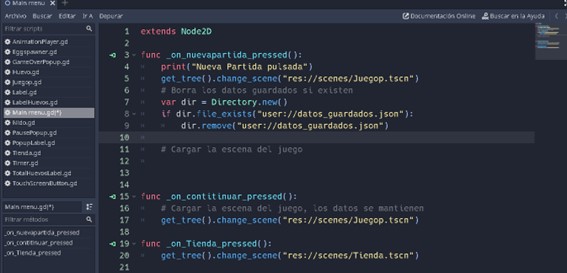 Main menu
Archivo Buscar Editar Ir A Depurar
Documentación Online Buscar en la Ayuda
Filtrar scripts
AnimationPlayer.gd
Eggspawner.gd
GameOverPopup.gd
Huevos.gd
Juegop.gd
Label.gd
LabelHuevos.gd
Main menu.gd(*)
Nido.gd
PausePopup.gd
PopupLabel.gd
Tienda.gd
Timer.gd
TotalHuevosLabel.gd
TouchScreenButton.gd
Main menu.gd(*)
Filtrar métodos
_on_nuevapartida_pressed
_on_contitinuar_pressed
_on_Tienda_pressed
1 extends Node2D
2
3 func _on_nuevapartida_pressed():
4 print("Nueva Partida pulsada")
5 get_tree().change_scene("res://scenes/Juegop.tscn")
6 # Borra los datos guardados si existen
7 var dir = Directory.new()
8 if dir.file_exists("user://datos_guardados.json"):
9 dir.remove("user://datos_guardados.json")
10
11 # Cargar la escena del juego
12
13
14
15 func _on_contitinuar_pressed():
16 # Cargar la escena del juego, los datos se mantienen
17 get_tree().change_scene("res://scenes/Juegop.tscn")
18
19 func _on_Tienda_pressed():
20 get_tree().change_scene("res://scenes/Tienda.tscn")
21